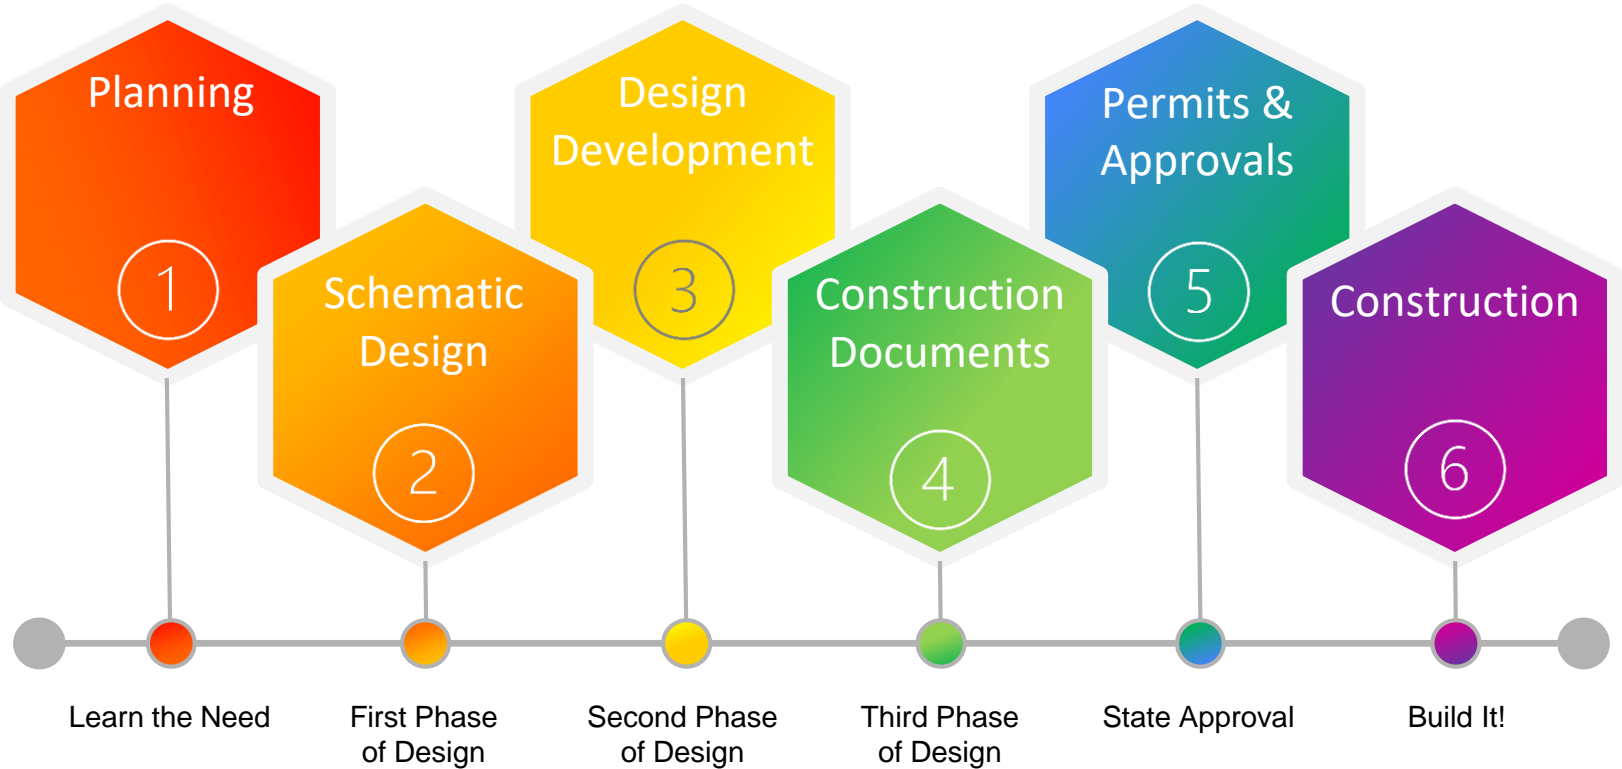 Planning
1
Schematic
Design
2
Design
Development
3
Construction
Documents
4
Permits &
Approvals
5
Construction
6
Learn the Need
First Phase
of Design
Second Phase
of Design
Third Phase
of Design
State Approval
Build It!